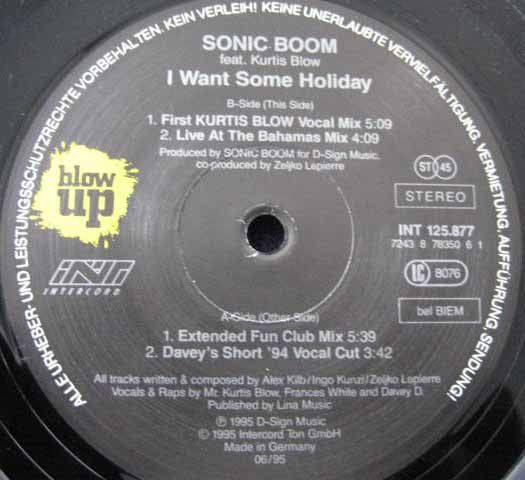 ALLE URHEBER UND LEISTUNGSSCHUTZRECHTE VORBEHALTEN. KEIN VERLEIH! KEINE UNERLAUBTE VERVIELFÄLTIGUNG, VERMIETUNG, AUFFÜHRUNG, SENDUNG!
SONIC BOOM
feat. Kurtis Blow
I Want Some Holiday
B-Side (This Side)
1. First KURTIS BLOW Vocal Mix 5:09
2. Live At The Bahamas Mix 4:09
Produced by SONIC BOOM for D-Sign Music,
co-produced by Zeljko Lepierre
blow
up
ST 45
STEREO
INT 125.877
7243 8 78350 6 1
LC 8076
bel BIEM
INT
INTERCORD
A-Side (Other Side)
1. Extended Fun Club Mix 5:39
2. Davey's Short '94 Vocal Cut 3:42
All tracks written & composed by Alex Kilb/Ingo Kunzl/Zeljko Lepierre
Vocals & Raps by Mr. Kurtis Blow, Frances White and Davey D.
Published by Lina Music
℗ 1995 D-Sign Music
© 1995 Intercord Ton GmbH
Made in Germany
06/95